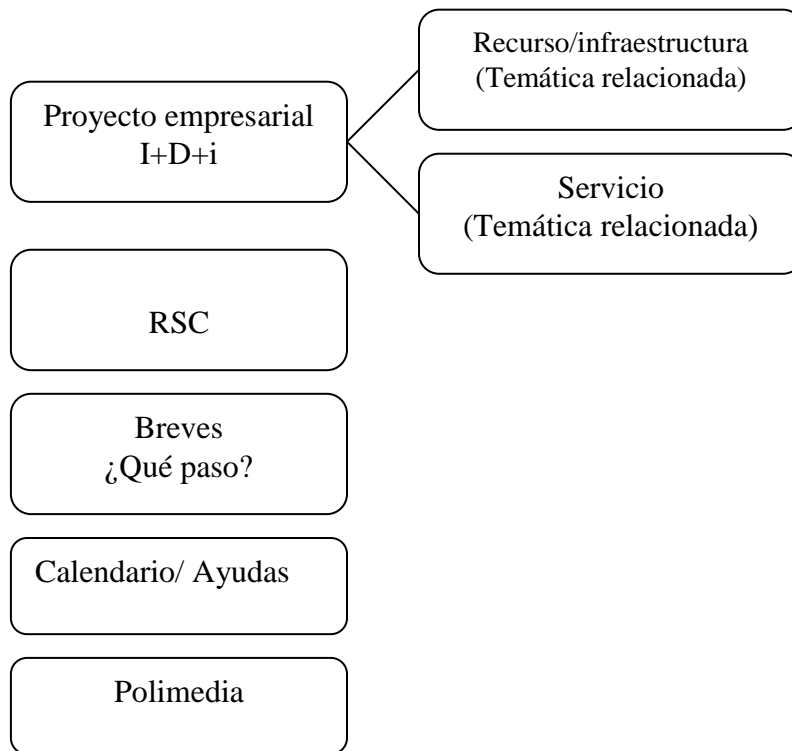 Proyecto empresarial
I+D+i
Recurso/infraestructura
(Temática relacionada)
Servicio
(Temática relacionada)
RSC
Breves
¿Qué paso?
Calendario/ Ayudas
Polimedia